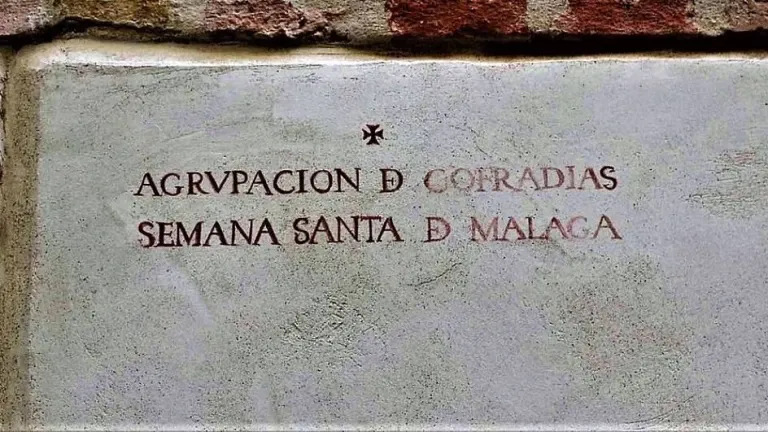 ✠
AGRVPACION Đ COFRADIAS
SEMANA SANTA Đ MALAGA